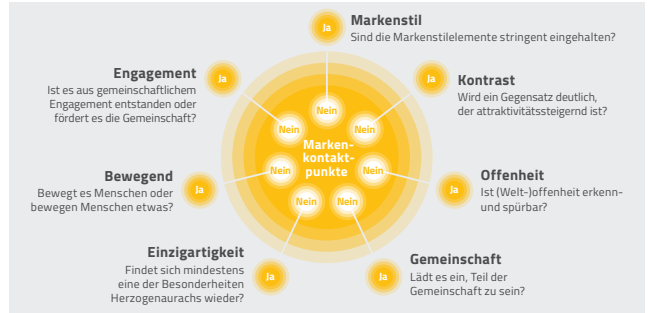 Ja
Markenstil
Sind die Markenstilelemente stringent eingehalten?
Ja
Kontrast
Wird ein Gegensatz deutlich,
der attraktivitätssteigernd ist?
Ja
Offenheit
Ist (Welt-)offenheit erkenn-
und spürbar?
Ja
Gemeinschaft
Lädt es ein, Teil der
Gemeinschaft zu sein?
Ja
Einzigartigkeit
Findet sich mindestens
eine der Besonderheiten
Herzogenaurachs wieder?
Ja
Bewegend
Bewegt es Menschen oder
bewegen Menschen etwas?
Ja
Engagement
Ist es aus gemeinschaftlichem
Engagement entstanden oder
fördert es die Gemeinschaft?
Nein
Nein
Nein
Nein
Nein
Nein
Nein
Marken-
kontakt-
punkte